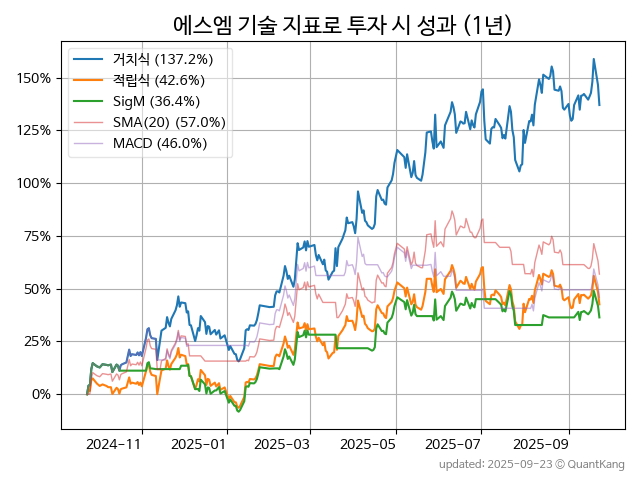 에스엠 기술 지표로 투자 시 성과 (1년)
거치식 (137.2%)
적립식 (42.6%)
SigM (36.4%)
SMA(20) (57.0%)
MACD (46.0%)
150%
125%
100%
75%
50%
25%
0%
2024-11 2025-01 2025-03 2025-05 2025-07 2025-09
updated: 2025-09-23 © QuantKang